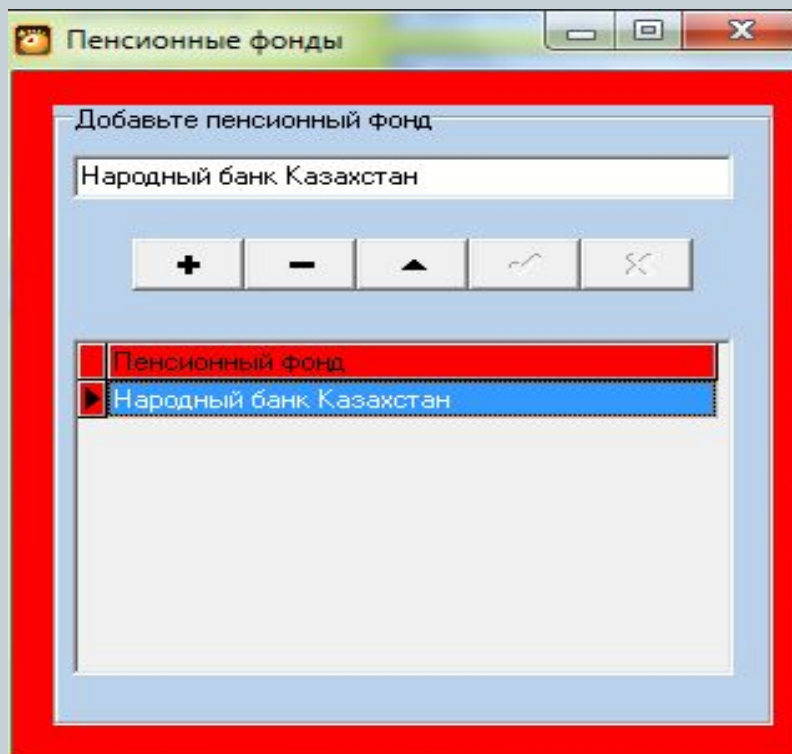 Пенсионные фонды
Добавьте пенсионный фонд
Народный банк Казахстан
Пенсионный фонд
Народный банк Казахстан